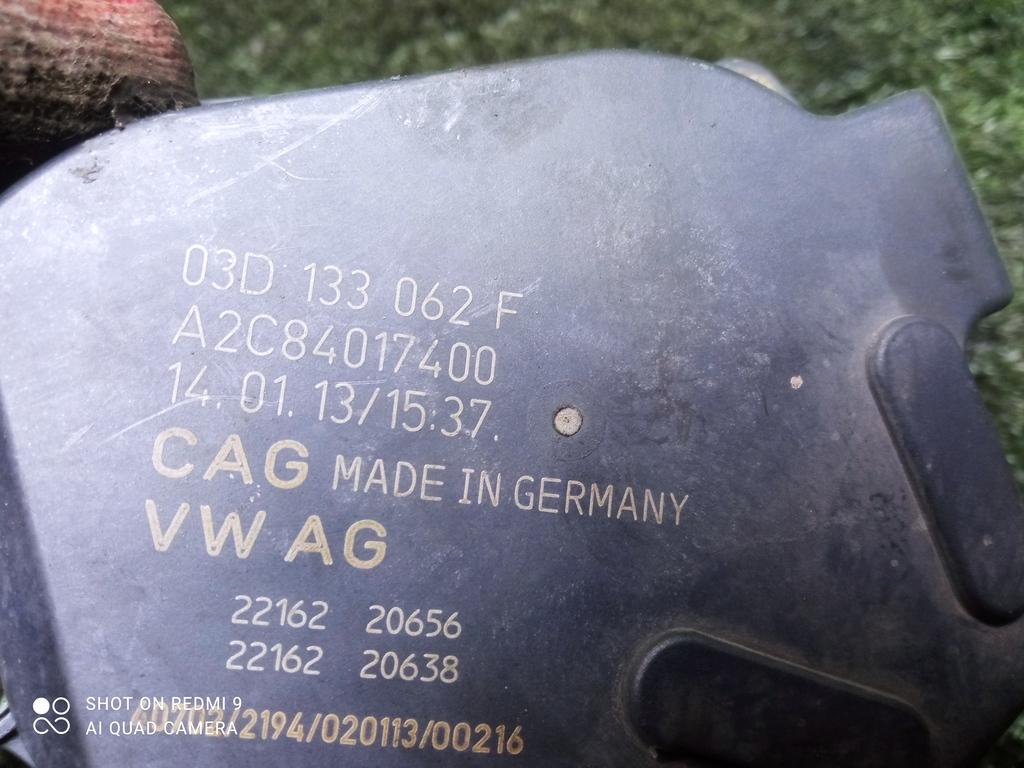 03D 133 062 F
A2C84017400
14. 01. 13/15:37.
CAG MADE IN GERMANY
VW AG
22162 20656
22162 20638
2194/020113/00216
SHOT ON REDMI 9
AI QUAD CAMERA